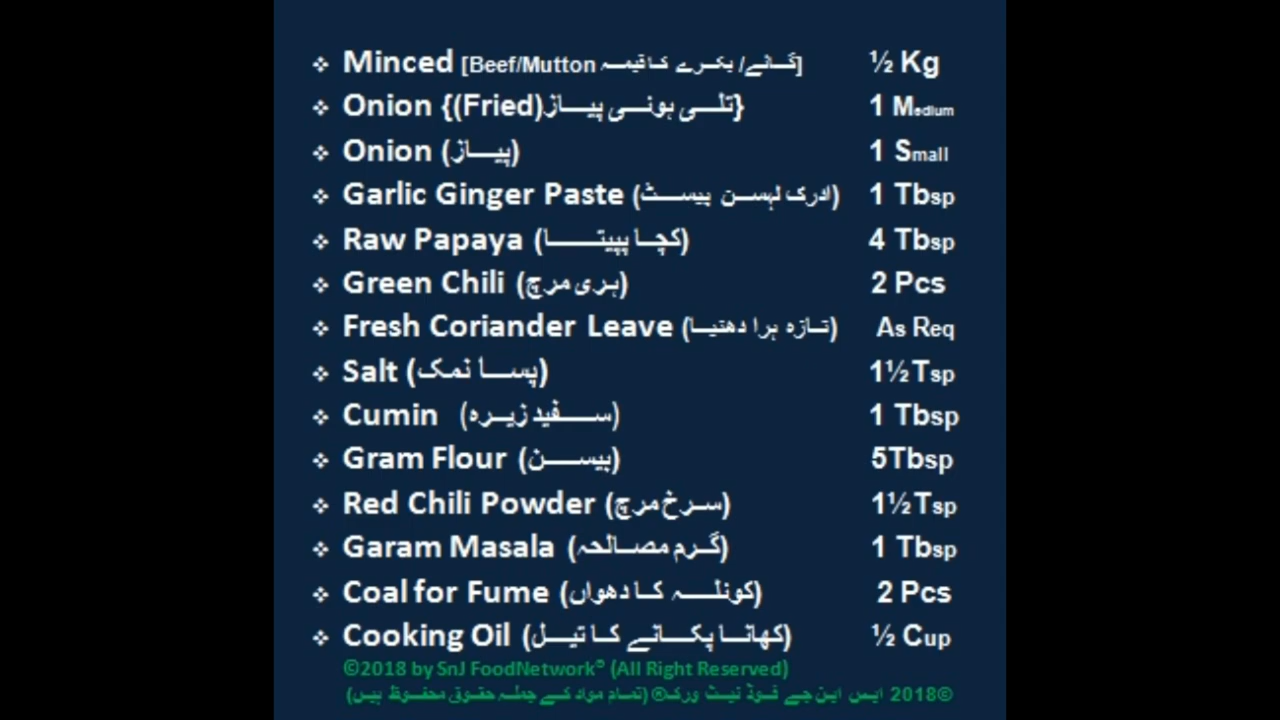 ❖ Minced [Beef/Mutton گائے/ بکرے کا قیمہ] ½ Kg
❖ Onion {(Fried)تلی ہوئی پیاز} 1 Medium
❖ Onion (پیاز) 1 Small
❖ Garlic Ginger Paste (ادرک لہسن پیسٹ) 1 Tbsp
❖ Raw Papaya (کچا پپیتا) 4 Tbsp
❖ Green Chili (ہری مرچ) 2 Pcs
❖ Fresh Coriander Leave (تازہ ہرا دھنیا) As Req
❖ Salt (پسا نمک) 1½Tsp
❖ Cumin (سفید زیرہ) 1 Tbsp
❖ Gram Flour (بیسن) 5Tbsp
❖ Red Chili Powder (سرخ مرچ) 1½Tsp
❖ Garam Masala (گرم مصالحہ) 1 Tbsp
❖ Coal for Fume (کوئلہ کا دھواں) 2 Pcs
❖ Cooking Oil (کھانا پکانے کا تیل) ½ Cup
©2018 by SnJ FoodNetwork® (All Right Reserved)
©2018 ایس این جے فوڈ نیٹ ورک® (تمام مواد کے جملہ حقوق محفوظ ہیں)